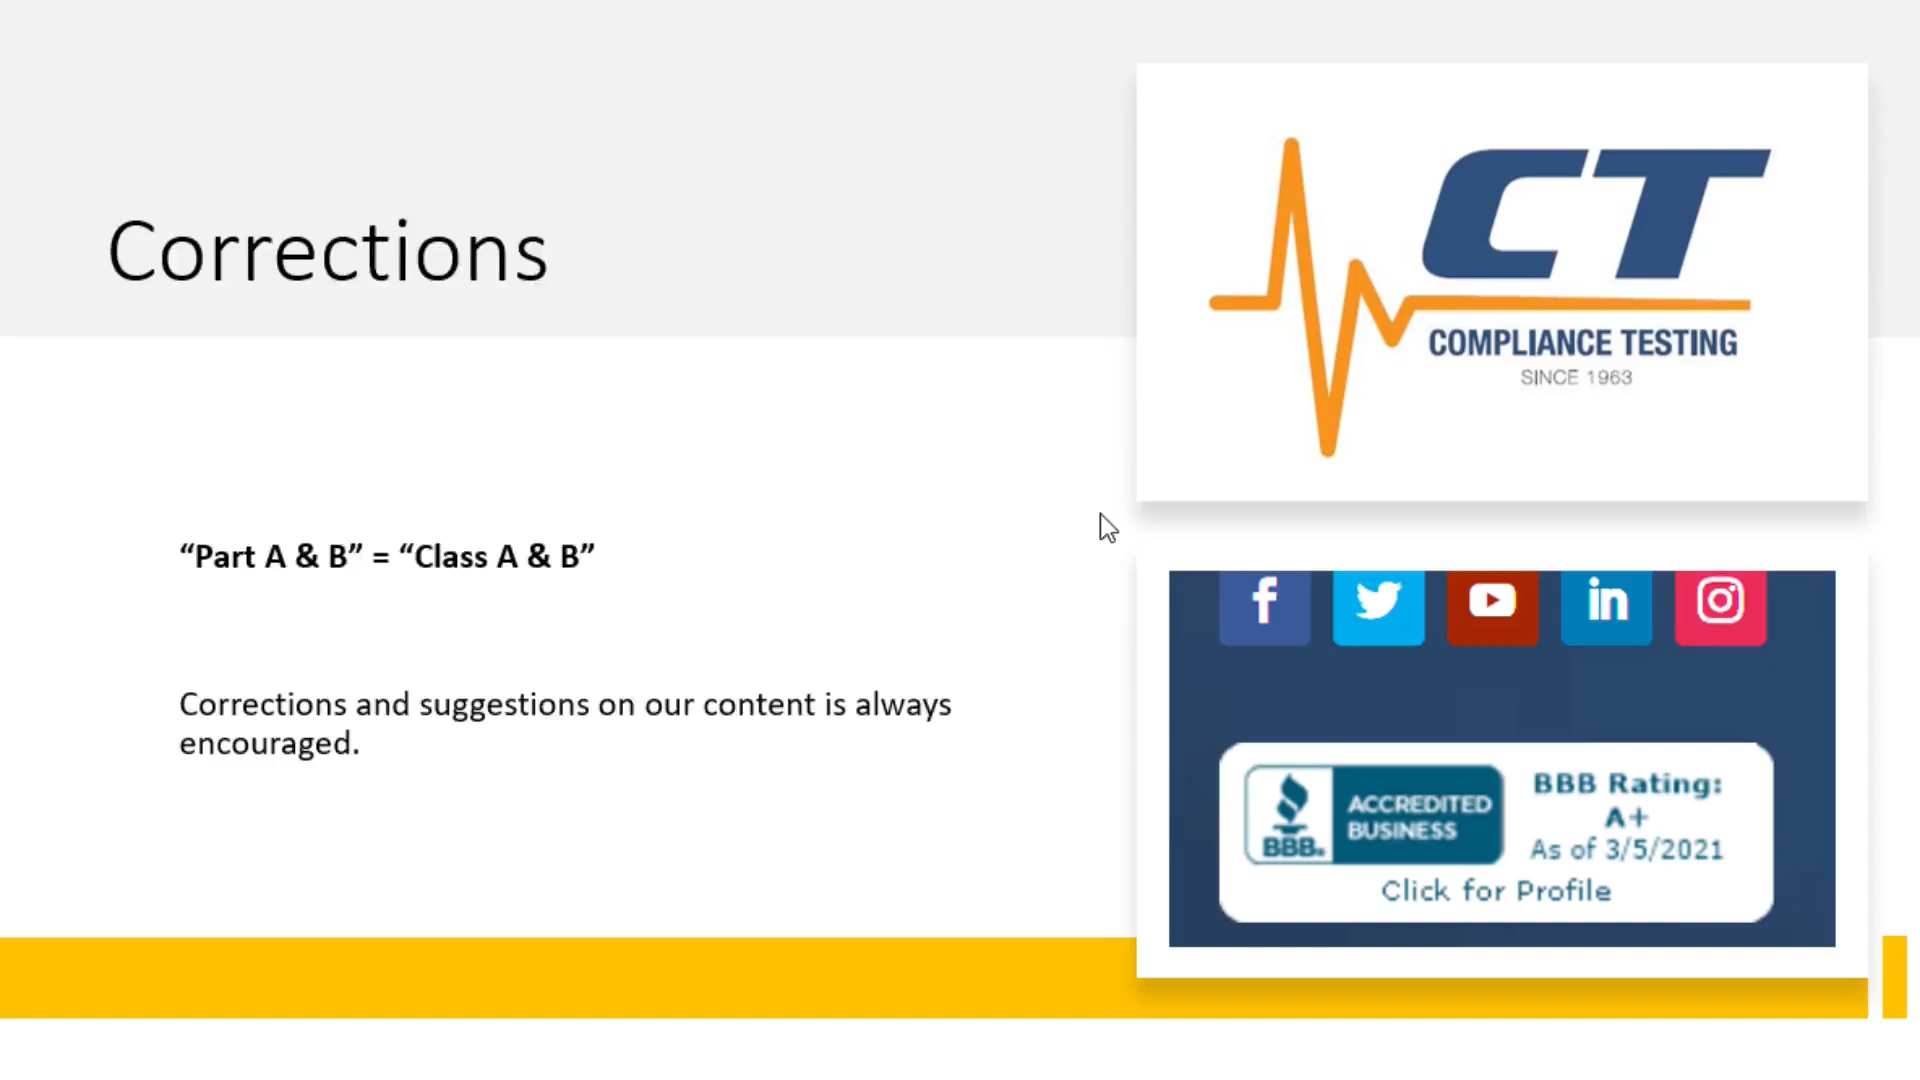 Corrections
“Part A & B” = “Class A & B”
Corrections and suggestions on our content is always
encouraged.
CT
COMPLIANCE TESTING
SINCE 1963
f
in
BBB.
ACCREDITED
BUSINESS
BBB Rating:
A+
As of 3/5/2021
Click for Profile